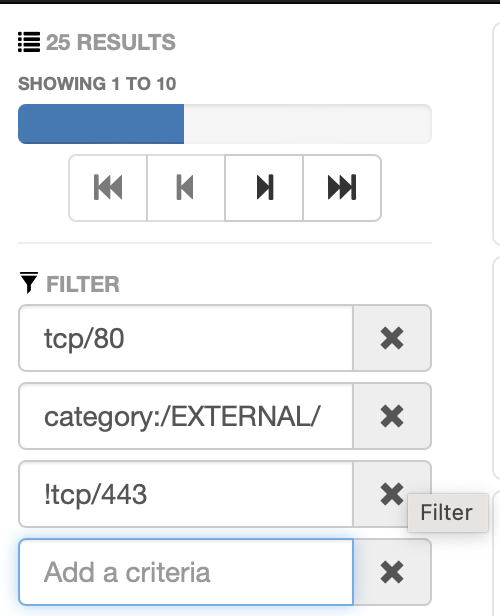 25 RESULTS
SHOWING 1 TO 10
FILTER
tcp/80
category:/EXTERNAL/
!tcp/443
Filter
Add a criteria